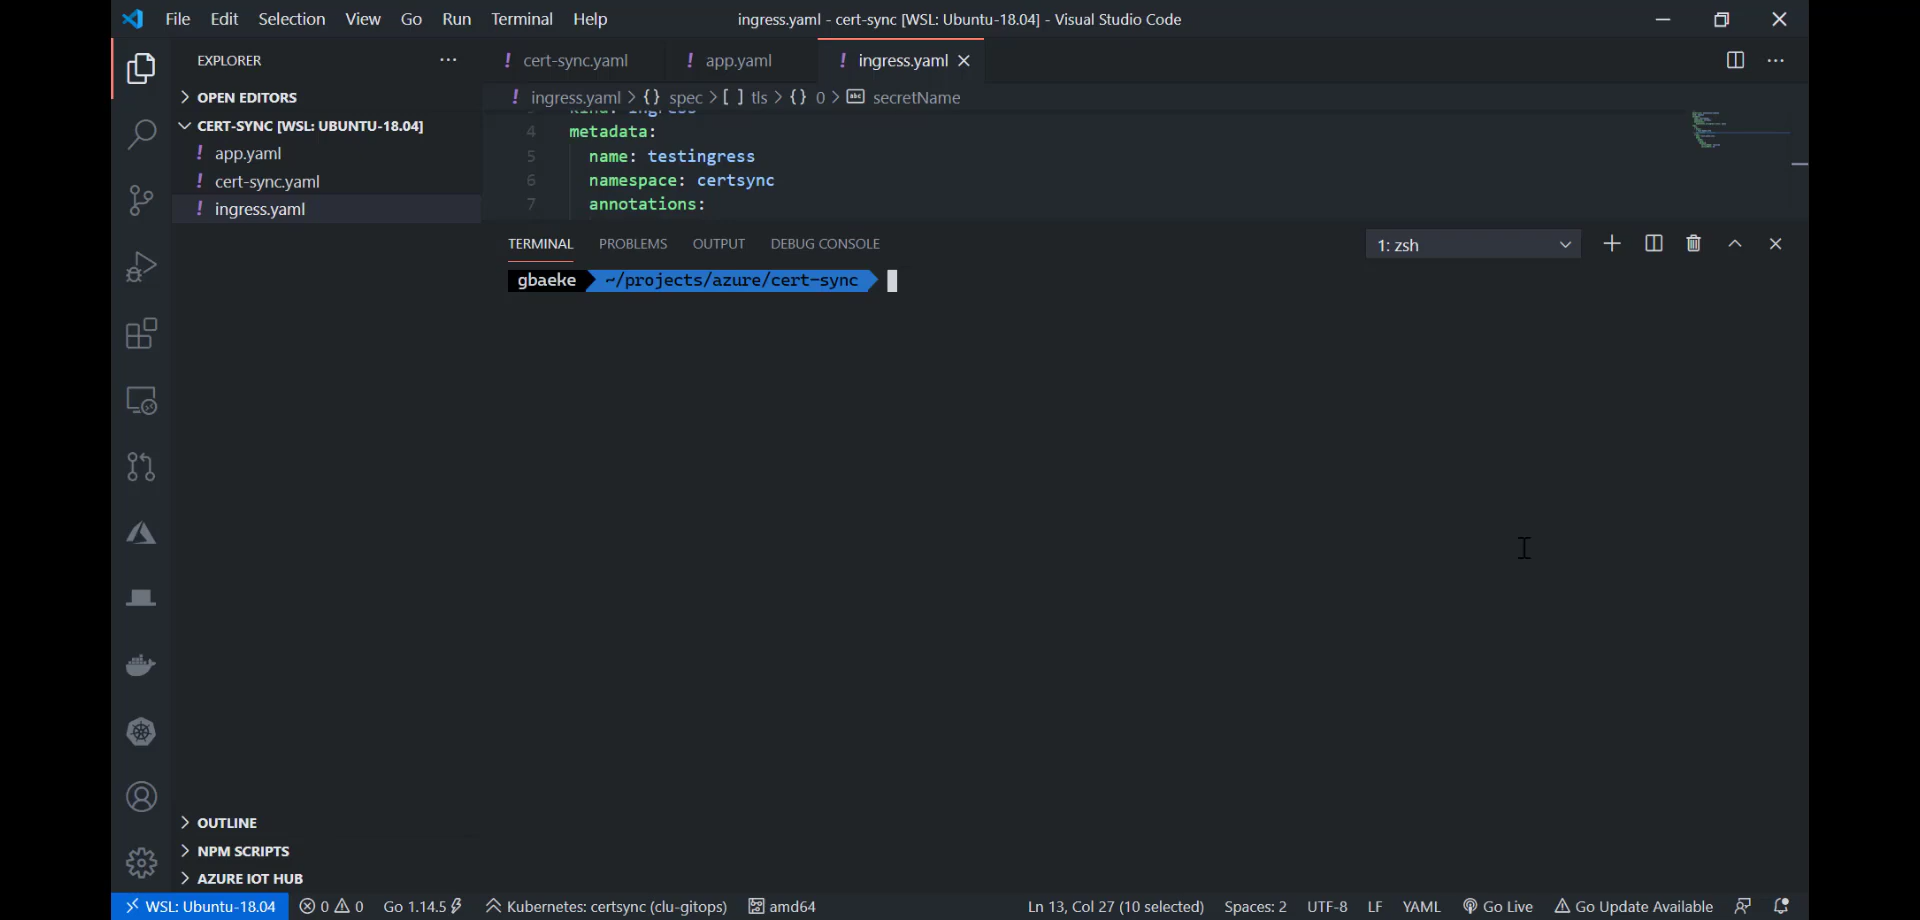 File Edit Selection View Go Run Terminal Help
ingress.yaml - cert-sync [WSL: Ubuntu-18.04] - Visual Studio Code
EXPLORER
OPEN EDITORS
CERT-SYNC [WSL: UBUNTU-18.04]
! app.yaml
! cert-sync.yaml
! ingress.yaml
OUTLINE
NPM SCRIPTS
AZURE IOT HUB
! cert-sync.yaml ! app.yaml ! ingress.yaml
! ingress.yaml > {} spec > [ ] tls > {} 0 > abc secretName
3 kind: Ingress
4 metadata:
5 name: testingress
6 namespace: certsync
7 annotations:
TERMINAL PROBLEMS OUTPUT DEBUG CONSOLE
1: zsh
gbaeke ~/projects/azure/cert-sync
WSL: Ubuntu-18.04 0 0 Go 1.14.5 Kubernetes: certsync (clu-gitops) amd64 Ln 13, Col 27 (10 selected) Spaces: 2 UTF-8 LF YAML Go Live Go Update Available